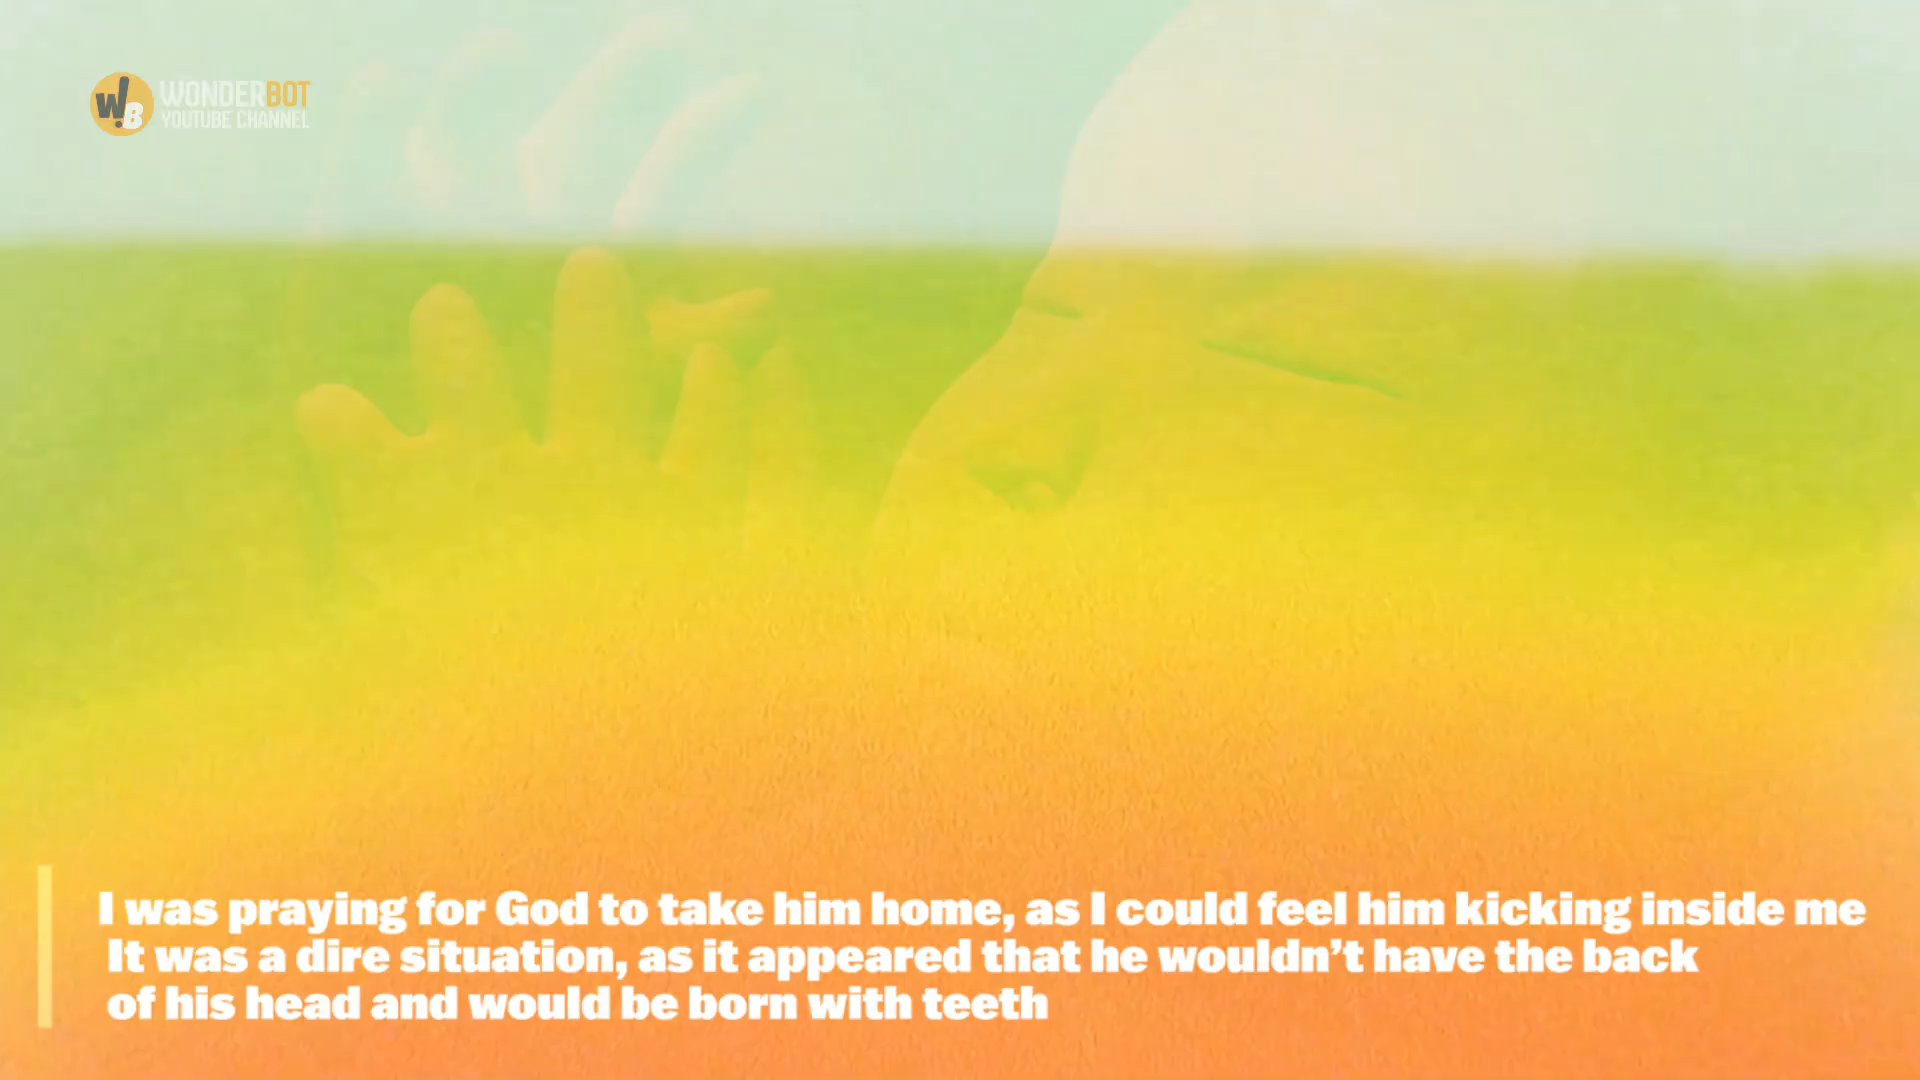 W!B WONDERBOT
YOUTUBE CHANNEL
I was praying for God to take him home, as I could feel him kicking inside me
It was a dire situation, as it appeared that he wouldn’t have the back
of his head and would be born with teeth